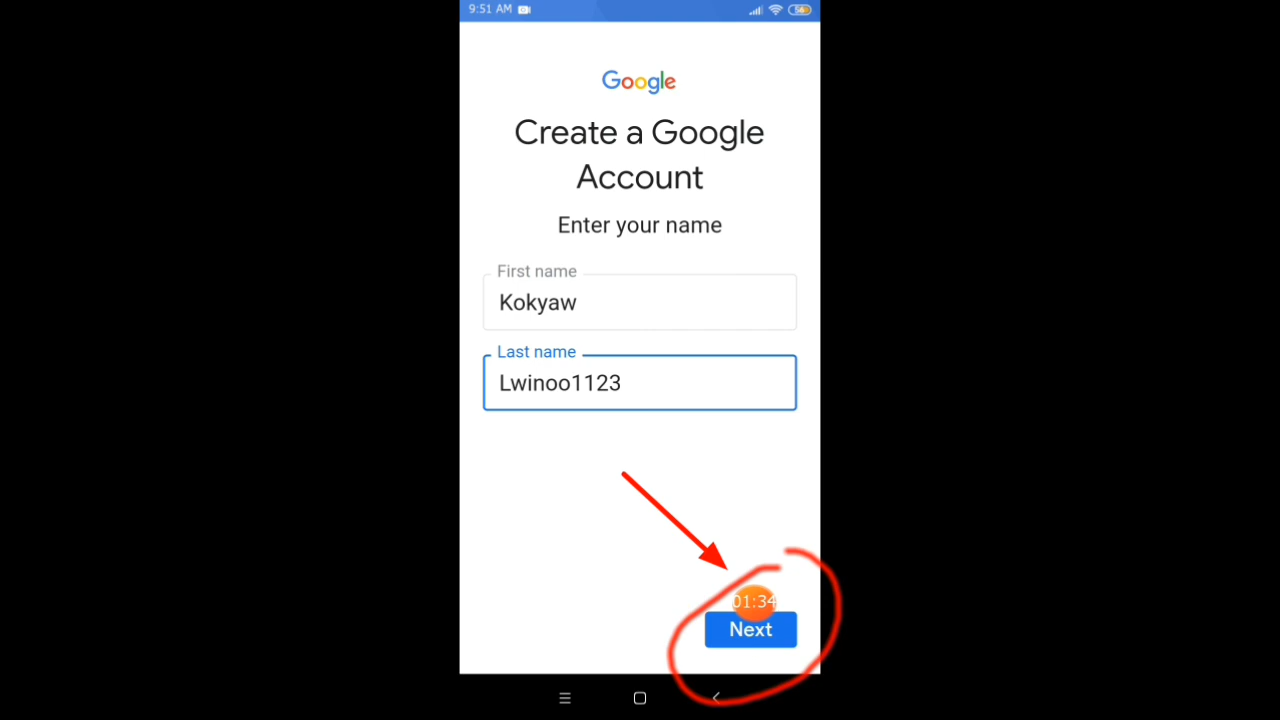 9:51 AM
56
Google
Create a Google
Account
Enter your name
First name
Kokyaw
Last name
Lwinoo1123
01:34
Next